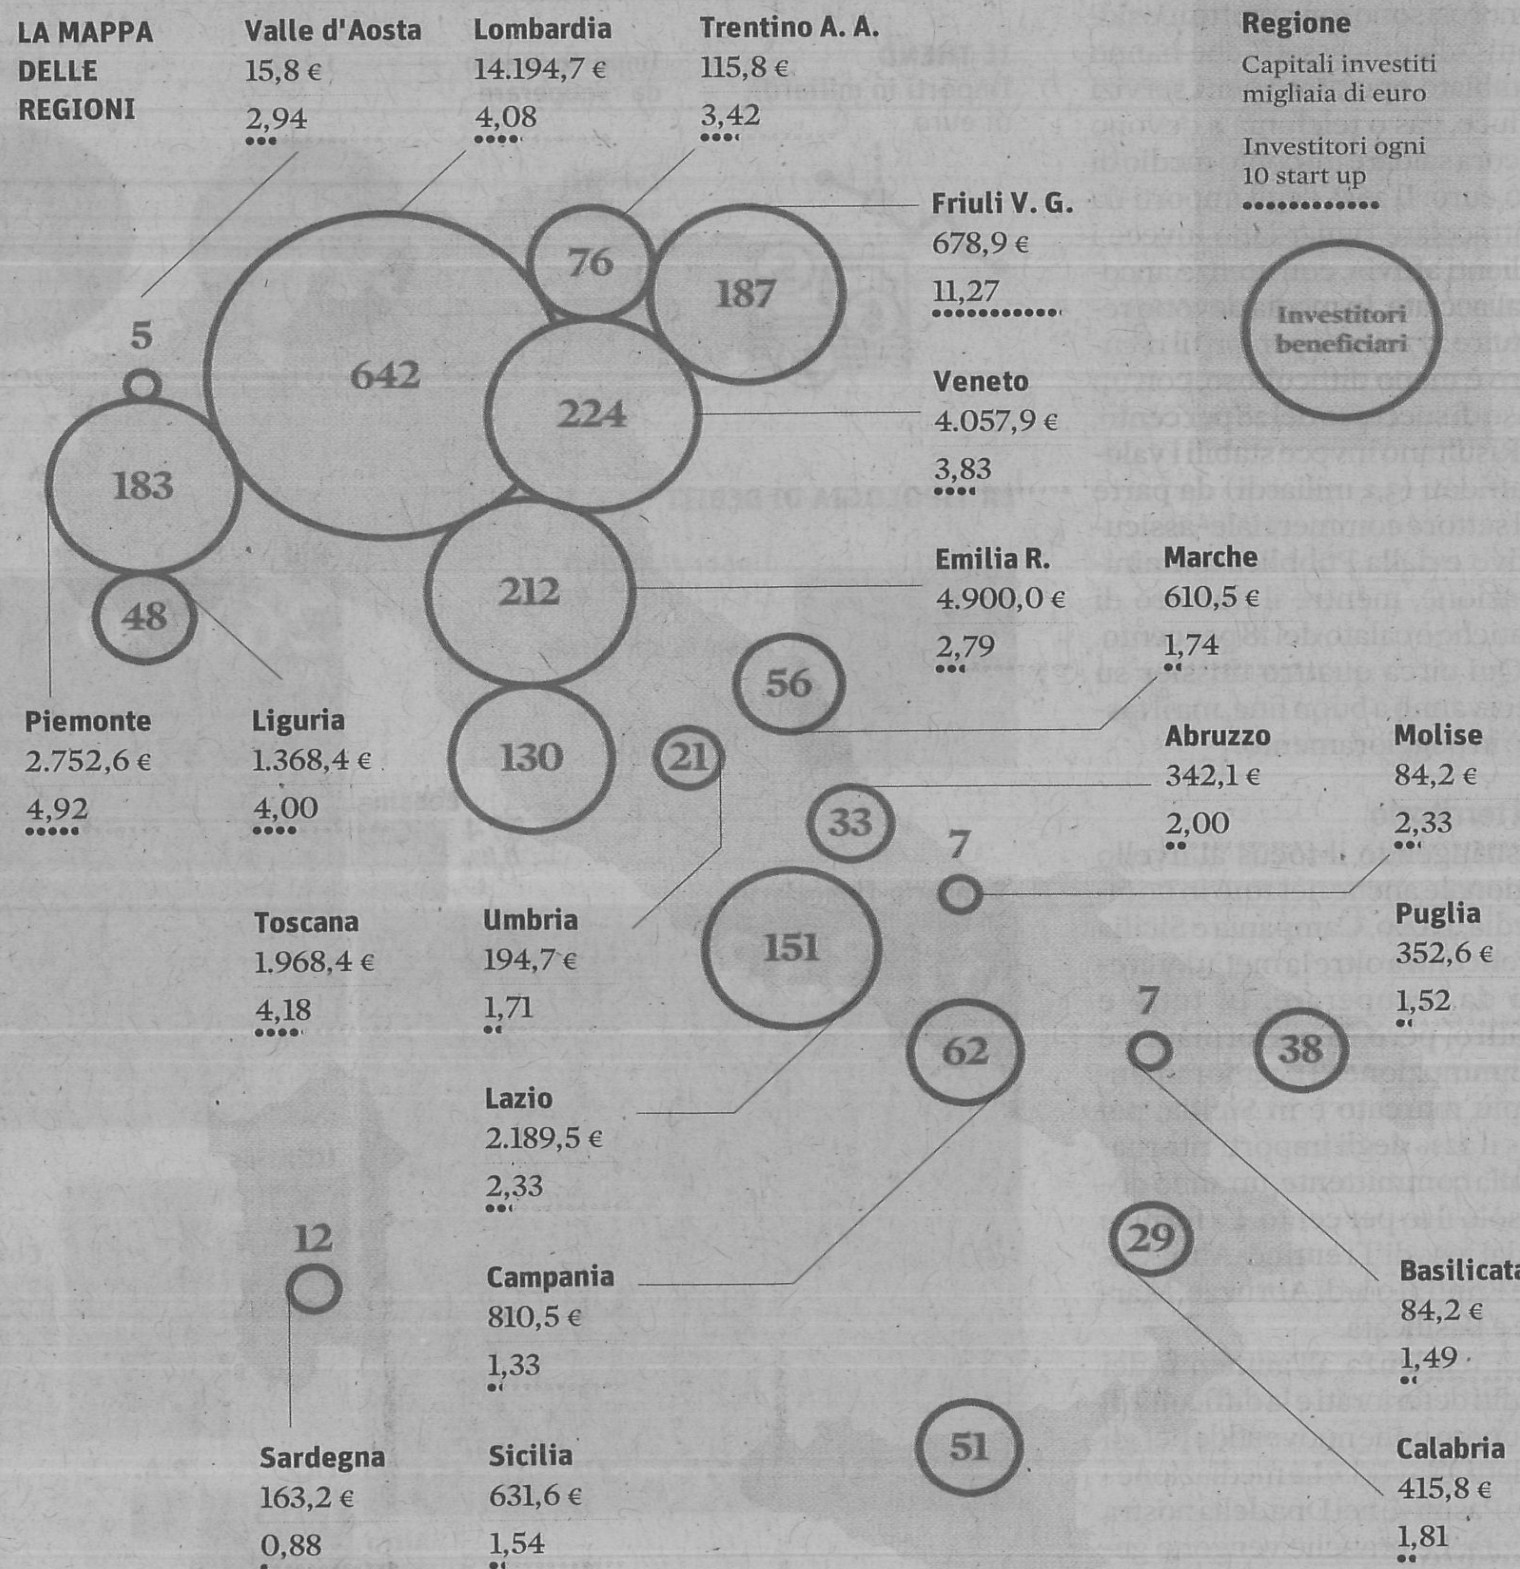 LA MAPPA
DELLE
REGIONI
Valle d'Aosta
15,8 €
2,94
Lombardia
14.194,7 €
4,08
Trentino A. A.
115,8 €
3,42
Regione
Capitali investiti
migliaia di euro
Investitori ogni
10 start up
Investitori
beneficiari
Friuli V. G.
678,9 €
11,27
76
187
5
642
224
Veneto
4.057,9 €
3,83
183
48
212
Emilia R.
4.900,0 €
2,79
Marche
610,5 €
1,74
56
Piemonte
2.752,6 €
4,92
Liguria
1.368,4 €
4,00
130
21
Abruzzo
342,1 €
2,00
Molise
84,2 €
2,33
33
7
Toscana
1.968,4 €
4,18
Umbria
194,7 €
1,71
151
Puglia
352,6 €
1,52
62
7
38
Lazio
2.189,5 €
2,33
12
29
Campania
810,5 €
1,33
Basilicata
84,2 €
1,49
51
Sardegna
163,2 €
0,88
Sicilia
631,6 €
1,54
Calabria
415,8 €
1,81